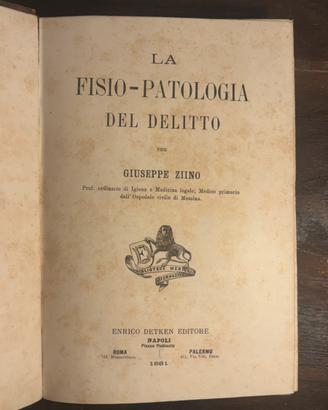 LA
FISIO-PATOLOGIA
DEL DELITTO
PER
GIUSEPPE ZIINO
Prof. ordinario di Igiene e Medicina legale; Medico primario
dell'Ospedale civile di Messina.
ENRICO DETKEN EDITORE
NAPOLI
Piazza Plebiscito
ROMA
PALERMO
1881